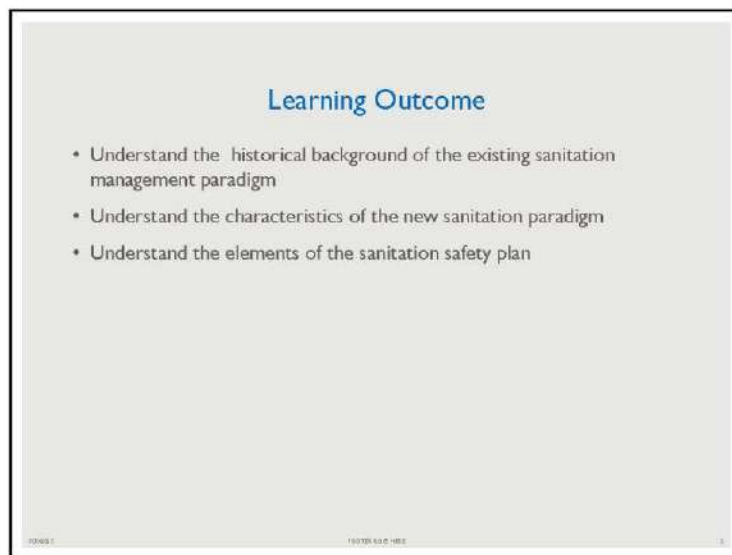 Learning Outcome
• Understand the  historical background of the existing sanitation
management paradigm
• Understand the characteristics of the new sanitation paradigm
• Understand the elements of the sanitation safety plan